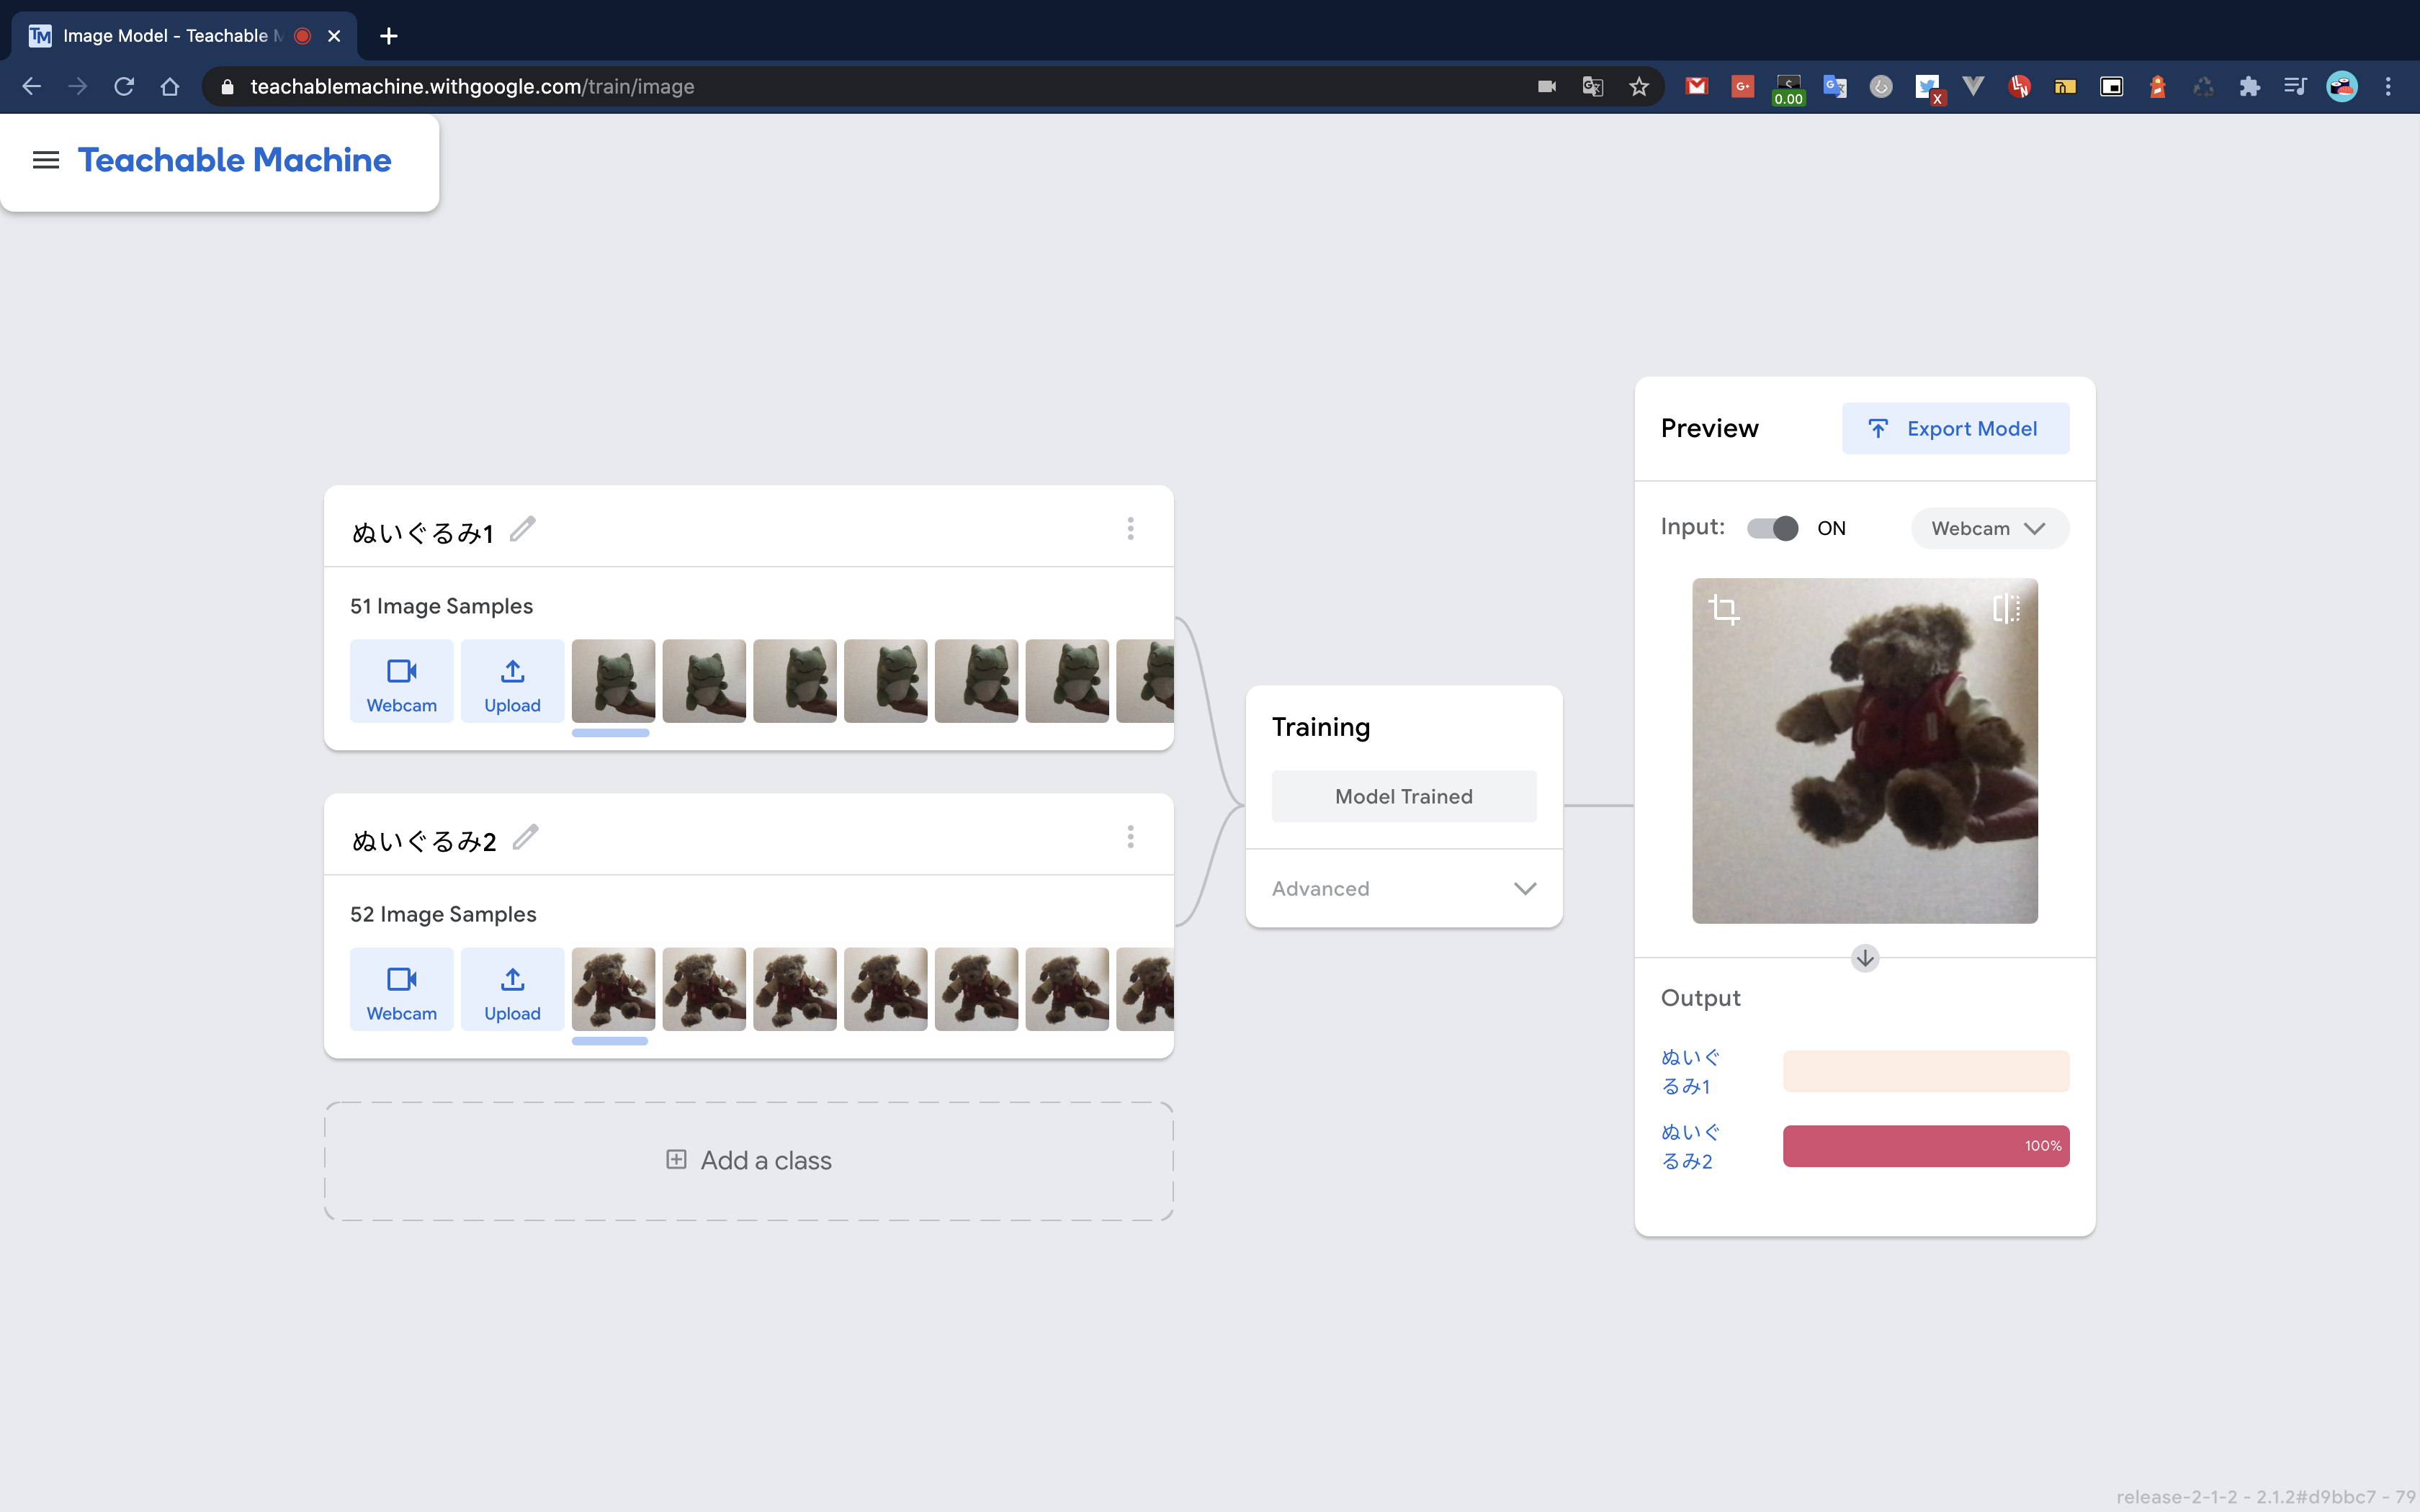 Image Model - Teachable
teachablemachine.withgoogle.com/train/image
0.00
Teachable Machine
ぬいぐるみ1
51 Image Samples
Webcam
Upload
ぬいぐるみ2
52 Image Samples
Webcam
Upload
Add a class
Training
Model Trained
Advanced
Preview
Export Model
Input:
ON
Webcam
Output
ぬいぐ
るみ1
ぬいぐ
るみ2
100%
release-2-1-2 - 2.1.2#d9bbc7 - 79